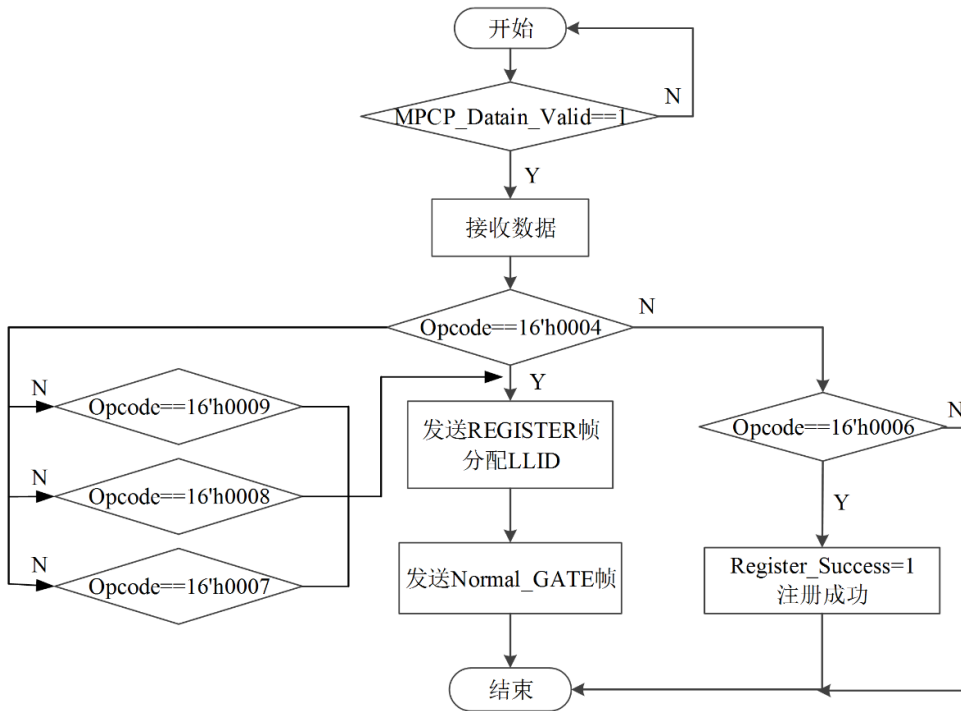 开始
MPCP_Datain_Valid==1
N
Y
接收数据
Opcode==16'h0004
N
Y
N
Opcode==16'h0009
N
Opcode==16'h0008
N
Opcode==16'h0007
发送REGISTER帧
分配LLID
发送Normal_GATE帧
Opcode==16'h0006
N
Y
Register_Success=1
注册成功
结束